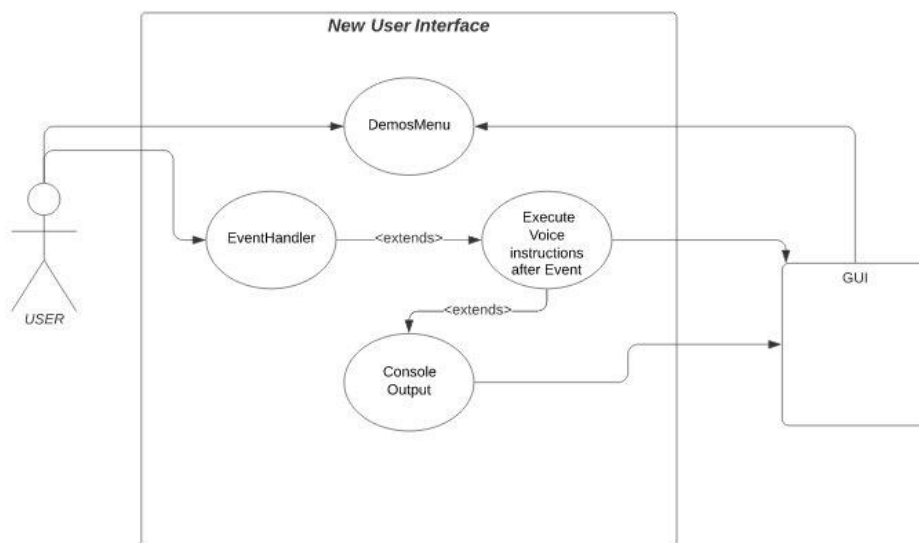 New User Interface
DemosMenu
EventHandler
<extends>
Execute
Voice
instructions
after Event
GUI
<extends>
USER
Console
Output